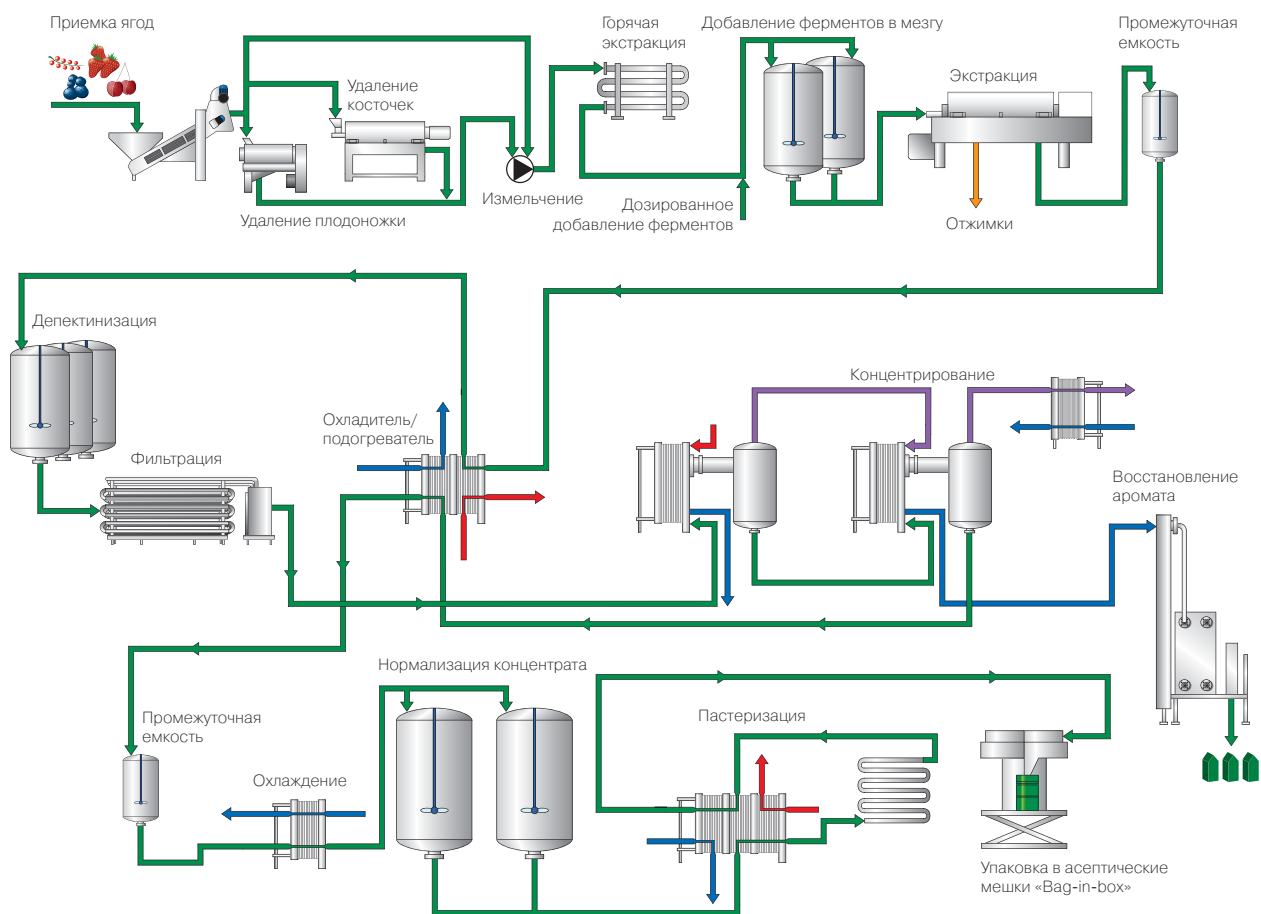 Приемка ягод
Горячая
экстракция
Добавление ферментов в мезгу
Промежуточная
емкость
Удаление
косточек
Экстракция
Измельчение
Удаление плодоножки
Дозированное
добавление ферментов
Отжимки
Депектинизация
Концентрирование
Охладитель/
подогреватель
Фильтрация
Восстановление
аромата
Нормализация концентрата
Промежуточная
емкость
Пастеризация
Охлаждение
Упаковка в асептические
мешки «Bag-in-box»